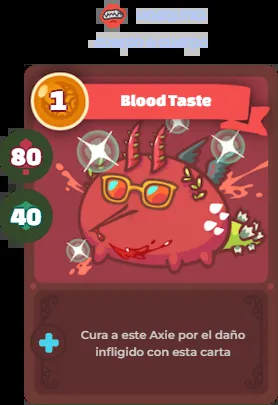 1
Blood Taste
80
40
Cura a este Axie por el daño
infligido con esta carta